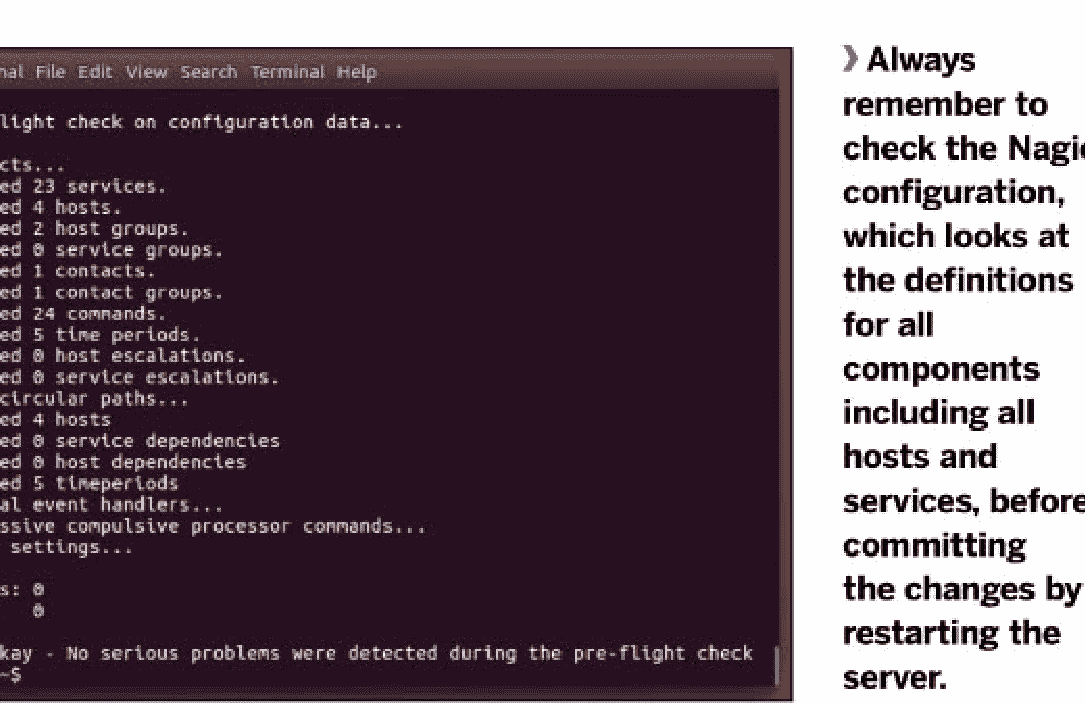 nal File Edit View Search Terminal Help
light check on configuration data...
cts...
ed 23 services.
ed 4 hosts.
ed 2 host groups.
ed 0 service groups.
ed 1 contacts.
ed 1 contact groups.
ed 24 commands.
ed 5 time periods.
ed 0 host escalations.
ed 0 service escalations.
circular paths...
ed 4 hosts
ed 0 service dependencies
ed 0 host dependencies
ed 5 timeperiods
al event handlers...
ssive compulsive processor commands...
settings...
s: 0
0
kay - No serious problems were detected during the pre-flight check
~$
❯ Always
remember to
check the Nagio
configuration,
which looks at
the definitions
for all
components
including all
hosts and
services, before
committing
the changes by
restarting the
server.